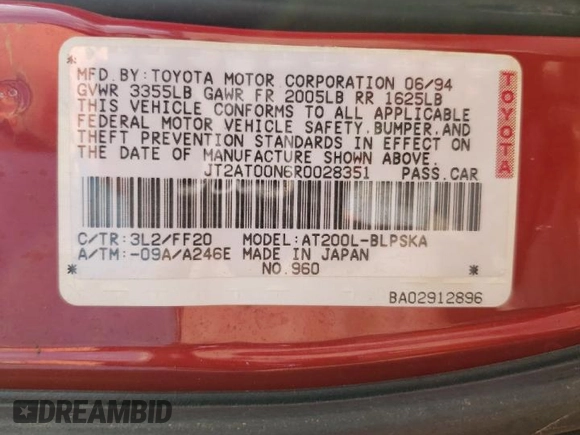 MFD.BY:TOYOTA MOTOR CORPORATION 06/94
GVWR 3355LB GAWR FR 2005LB RR 1625LB
THIS VEHICLE CONFORMS TO ALL APPLICABLE
FEDERAL MOTOR VEHICLE SAFETY,BUMPER,AND
THEFT PREVENTION STANDARDS IN EFFECT ON
THE DATE OF MANUFACTURE SHOWN ABOVE.
JT2AT00N6R0028351 PASS.CAR
C/TR:3L2/FF20 MODEL:AT200L-BLPSKA
A/TM:-09A/A246E MADE IN JAPAN
* NO.960 *
BA02912896
TOYOTA
DREAMBID